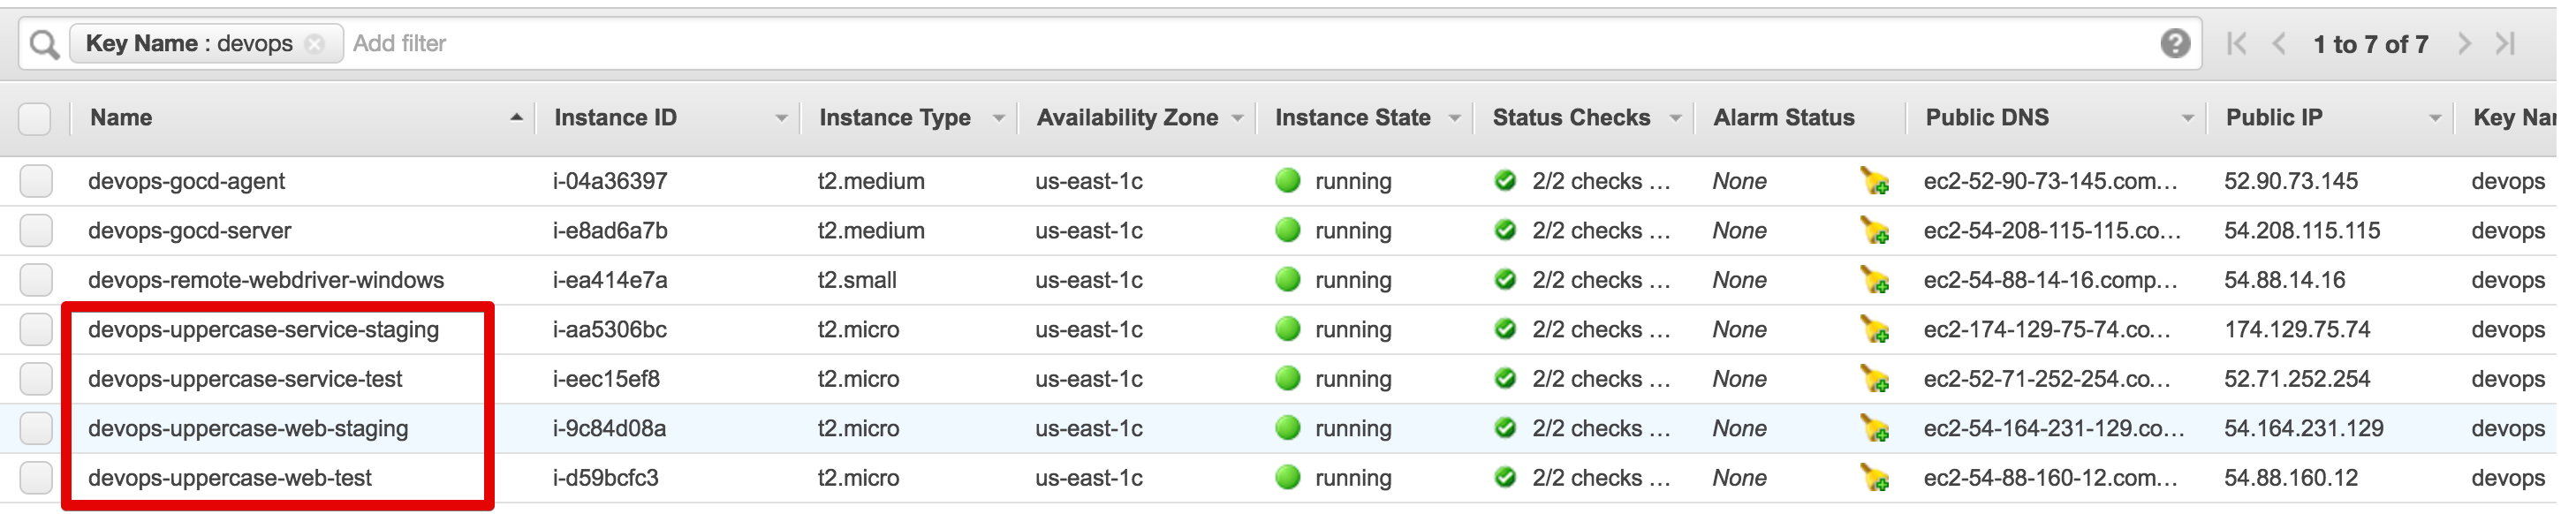 Key Name : devops Add filter ? 1 to 7 of 7
Name Instance ID Instance Type Availability Zone Instance State Status Checks Alarm Status Public DNS Public IP Key Nar
devops-gocd-agent i-04a36397 t2.medium us-east-1c running 2/2 checks ... None ec2-52-90-73-145.com... 52.90.73.145 devops
devops-gocd-server i-e8ad6a7b t2.medium us-east-1c running 2/2 checks ... None ec2-54-208-115-115.co... 54.208.115.115 devops
devops-remote-webdriver-windows i-ea414e7a t2.small us-east-1c running 2/2 checks ... None ec2-54-88-14-16.comp... 54.88.14.16 devops
devops-uppercase-service-staging i-aa5306bc t2.micro us-east-1c running 2/2 checks ... None ec2-174-129-75-74.co... 174.129.75.74 devops
devops-uppercase-service-test i-eec15ef8 t2.micro us-east-1c running 2/2 checks ... None ec2-52-71-252-254.co... 52.71.252.254 devops
devops-uppercase-web-staging i-9c84d08a t2.micro us-east-1c running 2/2 checks ... None ec2-54-164-231-129.co... 54.164.231.129 devops
devops-uppercase-web-test i-d59bcfc3 t2.micro us-east-1c running 2/2 checks ... None ec2-54-88-160-12.com... 54.88.160.12 devops